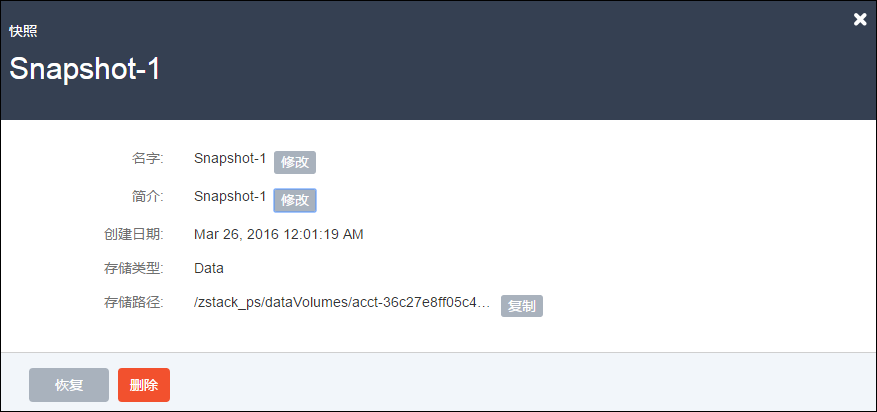 快照
Snapshot-1
名字: Snapshot-1 修改
简介: Snapshot-1 修改
创建日期: Mar 26, 2016 12:01:19 AM
存储类型: Data
存储路径: /zstack_ps/dataVolumes/acct-36c27e8ff05c4… 复制
恢复 删除